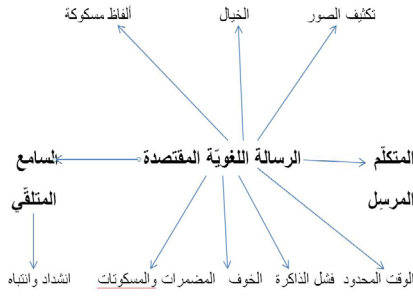 تكثيف الصور الخيال ألفاظ مسكوكة
المتكلّم الرسالة اللغويّة المقتصدة السامع
المرسِل المتلقّي
الوقت المحدود فشل الذاكرة الخوف المضمرات والمسكوتات انشداد وانتباه